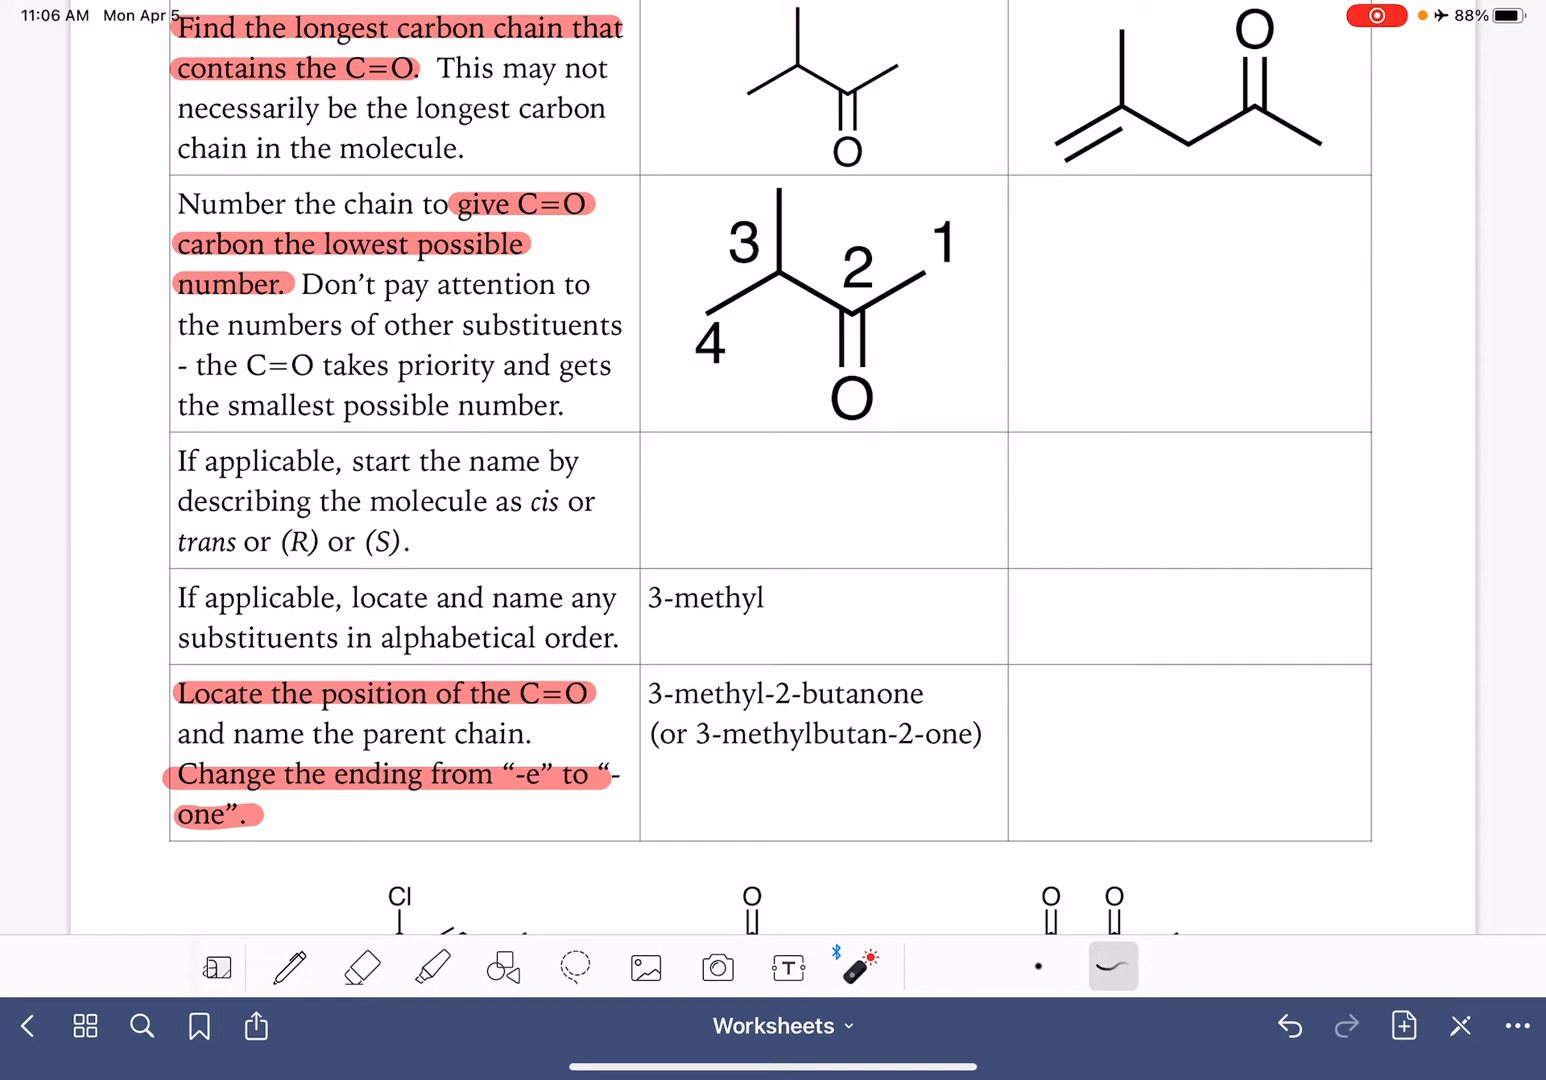 11:06 AM Mon Apr 5
88%
Find the longest carbon chain that
contains the C=O. This may not
necessarily be the longest carbon
chain in the molecule.
O
O
Number the chain to give C=O
carbon the lowest possible
number. Don’t pay attention to
the numbers of other substituents
- the C=O takes priority and gets
the smallest possible number.
3
2
1
4
O
If applicable, start the name by
describing the molecule as cis or
trans or (R) or (S).
If applicable, locate and name any
substituents in alphabetical order.
3-methyl
Locate the position of the C=O
and name the parent chain.
Change the ending from “-e” to “-
one”.
3-methyl-2-butanone
(or 3-methylbutan-2-one)
Cl
O
O
O
T
Worksheets